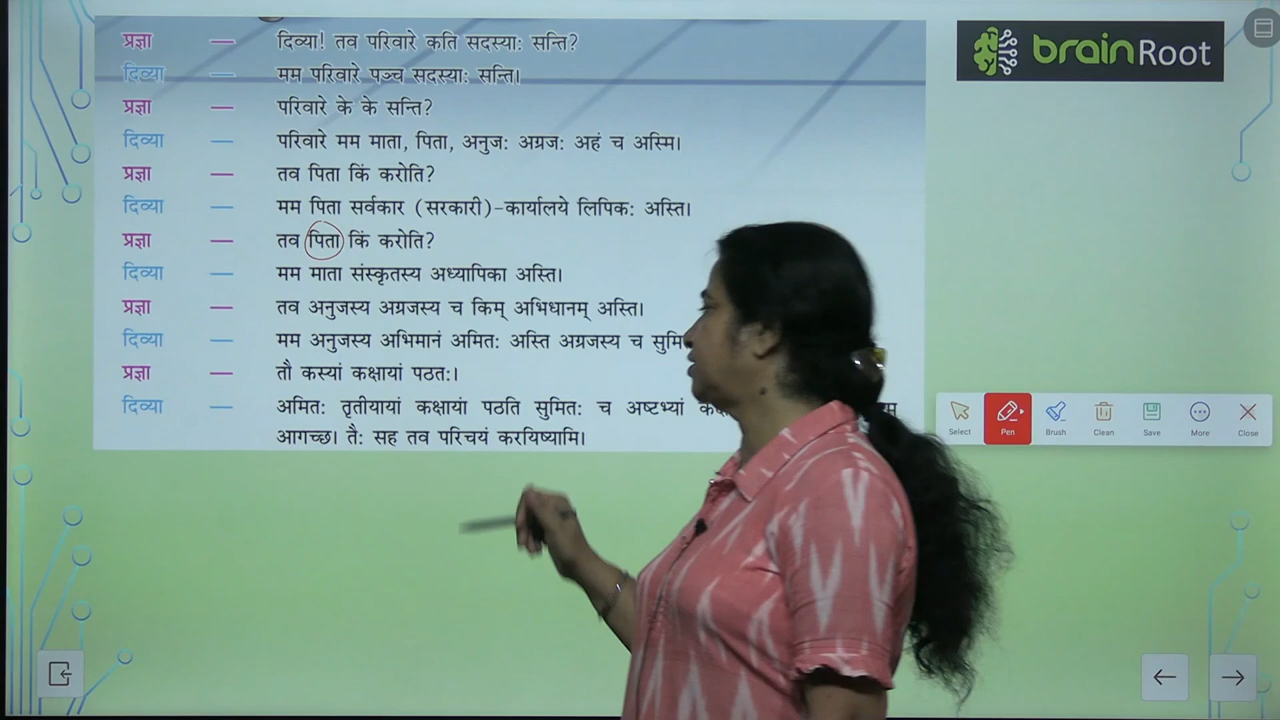 प्रज्ञा — दिव्या! तव परिवारे कति सदस्या: सन्ति?
दिव्या — मम परिवारे पञ्च सदस्या: सन्ति।
प्रज्ञा — परिवारे के के सन्ति?
दिव्या — परिवारे मम माता, पिता, अनुज: अग्रज: अहं च अस्मि।
प्रज्ञा — तव पिता किं करोति?
दिव्या — मम पिता सर्वकार (सरकारी)-कार्यालये लिपिक: अस्ति।
प्रज्ञा — तव पिता किं करोति?
दिव्या — मम माता संस्कृतस्य अध्यापिका अस्ति।
प्रज्ञा — तव अनुजस्य अग्रजस्य च किम् अभिधानम् अस्ति।
दिव्या — मम अनुजस्य अभिमानं अमित: अस्ति अग्रजस्य च
प्रज्ञा — तौ कस्यां कक्षायां पठत:।
दिव्या — अमित: तृतीयायां कक्षायां पठति सुमित: च अष्टभ्यां
आगच्छ। तै: सह तव परिचयं करयिष्यामि।
brainRoot
Select Pen Brush Clean Save More Close